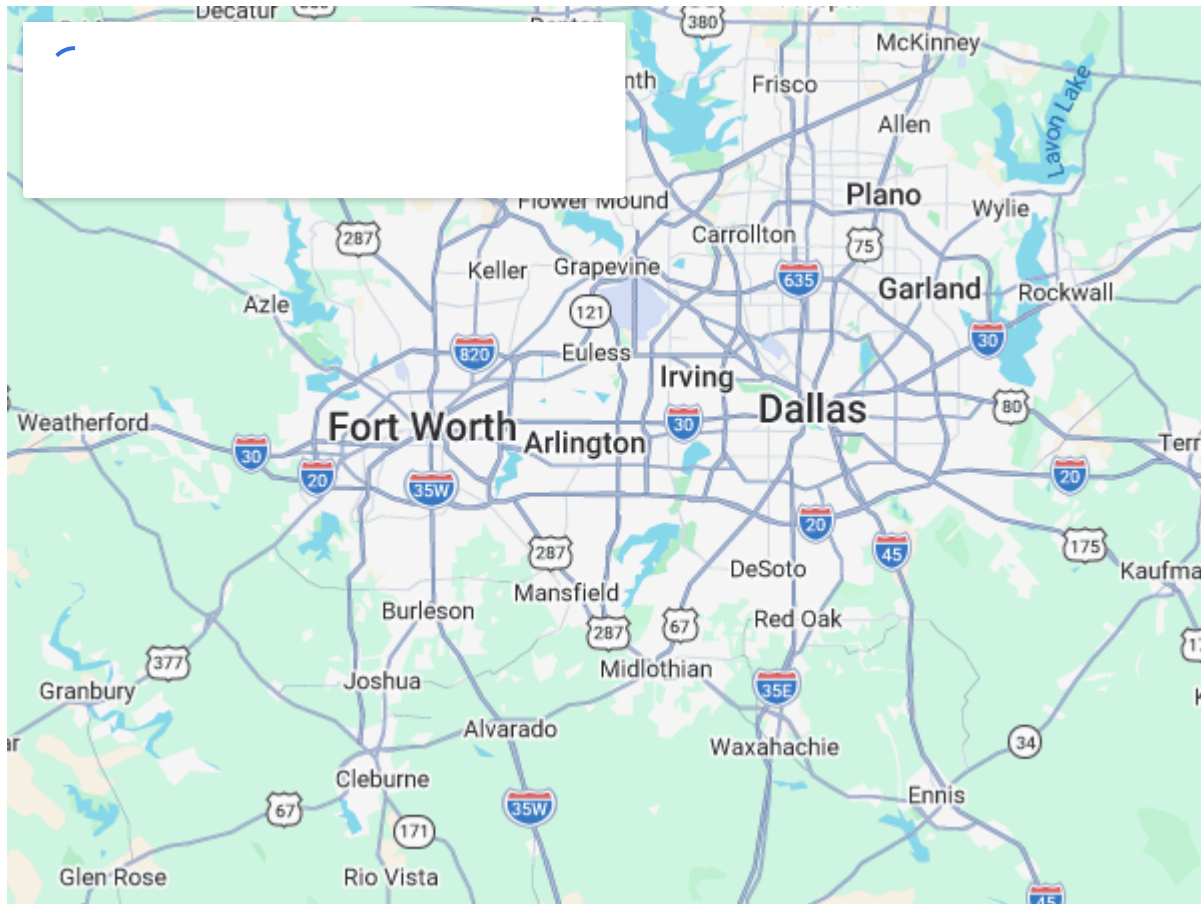 Decatur
380
McKinney
Frisco
Lavon Lake
Allen
Plano
Flower Mound
Wylie
Carrollton
287
75
Keller
Grapevine
635
Garland
Rockwall
Azle
121
30
820
Euless
Irving
Dallas
80
Weatherford
Fort Worth
Arlington
30
30
20
35W
20
20
45
287
175
DeSoto
Mansfield
Burleson
Red Oak
287
67
377
Midlothian
Granbury
Joshua
35E
Alvarado
Waxahachie
34
Cleburne
Ennis
67
35W
171
Glen Rose
Rio Vista
45